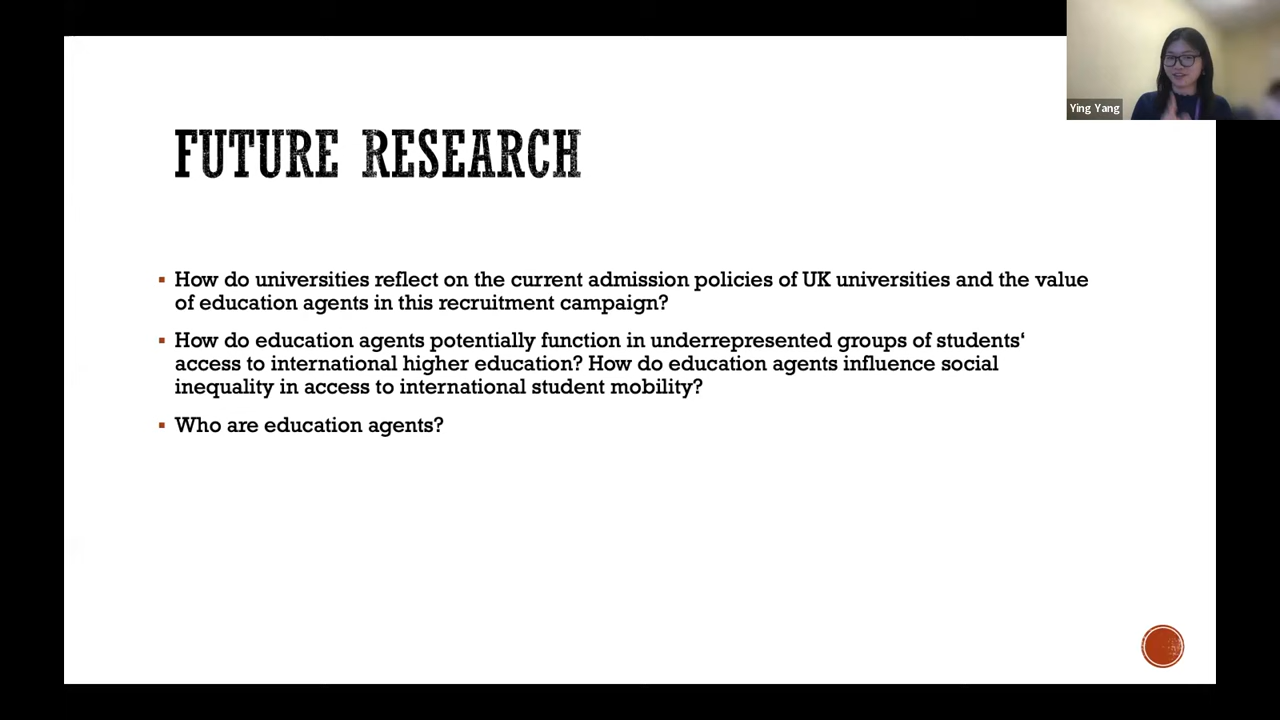 Ying Yang
FUTURE RESEARCH
▪ How do universities reflect on the current admission policies of UK universities and the value
of education agents in this recruitment campaign?
▪ How do education agents potentially function in underrepresented groups of students‘
access to international higher education? How do education agents influence social
inequality in access to international student mobility?
▪ Who are education agents?